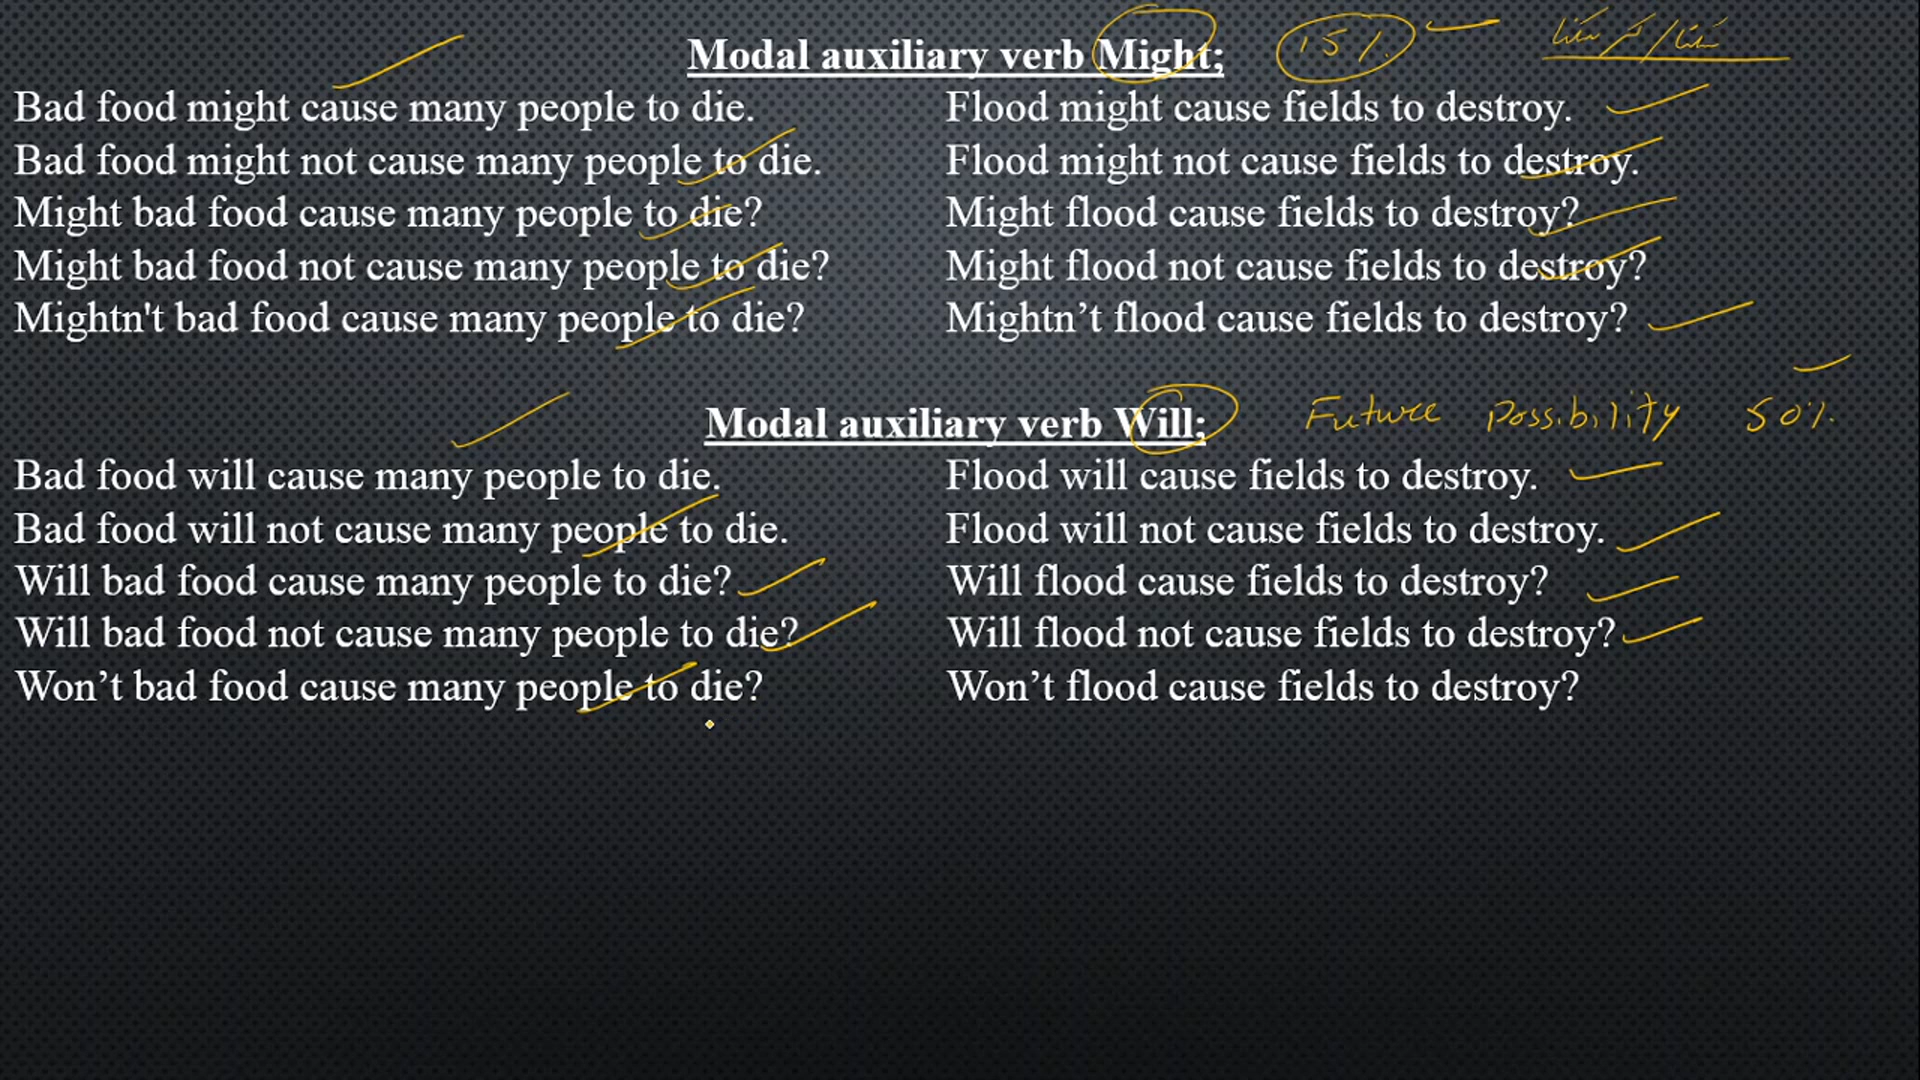 Modal auxiliary verb Might; 15%
Bad food might cause many people to die. Flood might cause fields to destroy.
Bad food might not cause many people to die. Flood might not cause fields to destroy.
Might bad food cause many people to die? Might flood cause fields to destroy?
Might bad food not cause many people to die? Might flood not cause fields to destroy?
Mightn't bad food cause many people to die? Mightn’t flood cause fields to destroy?
Modal auxiliary verb Will; Future Possibility 50%.
Bad food will cause many people to die. Flood will cause fields to destroy.
Bad food will not cause many people to die. Flood will not cause fields to destroy.
Will bad food cause many people to die? Will flood cause fields to destroy?
Will bad food not cause many people to die? Will flood not cause fields to destroy?
Won’t bad food cause many people to die? Won’t flood cause fields to destroy?